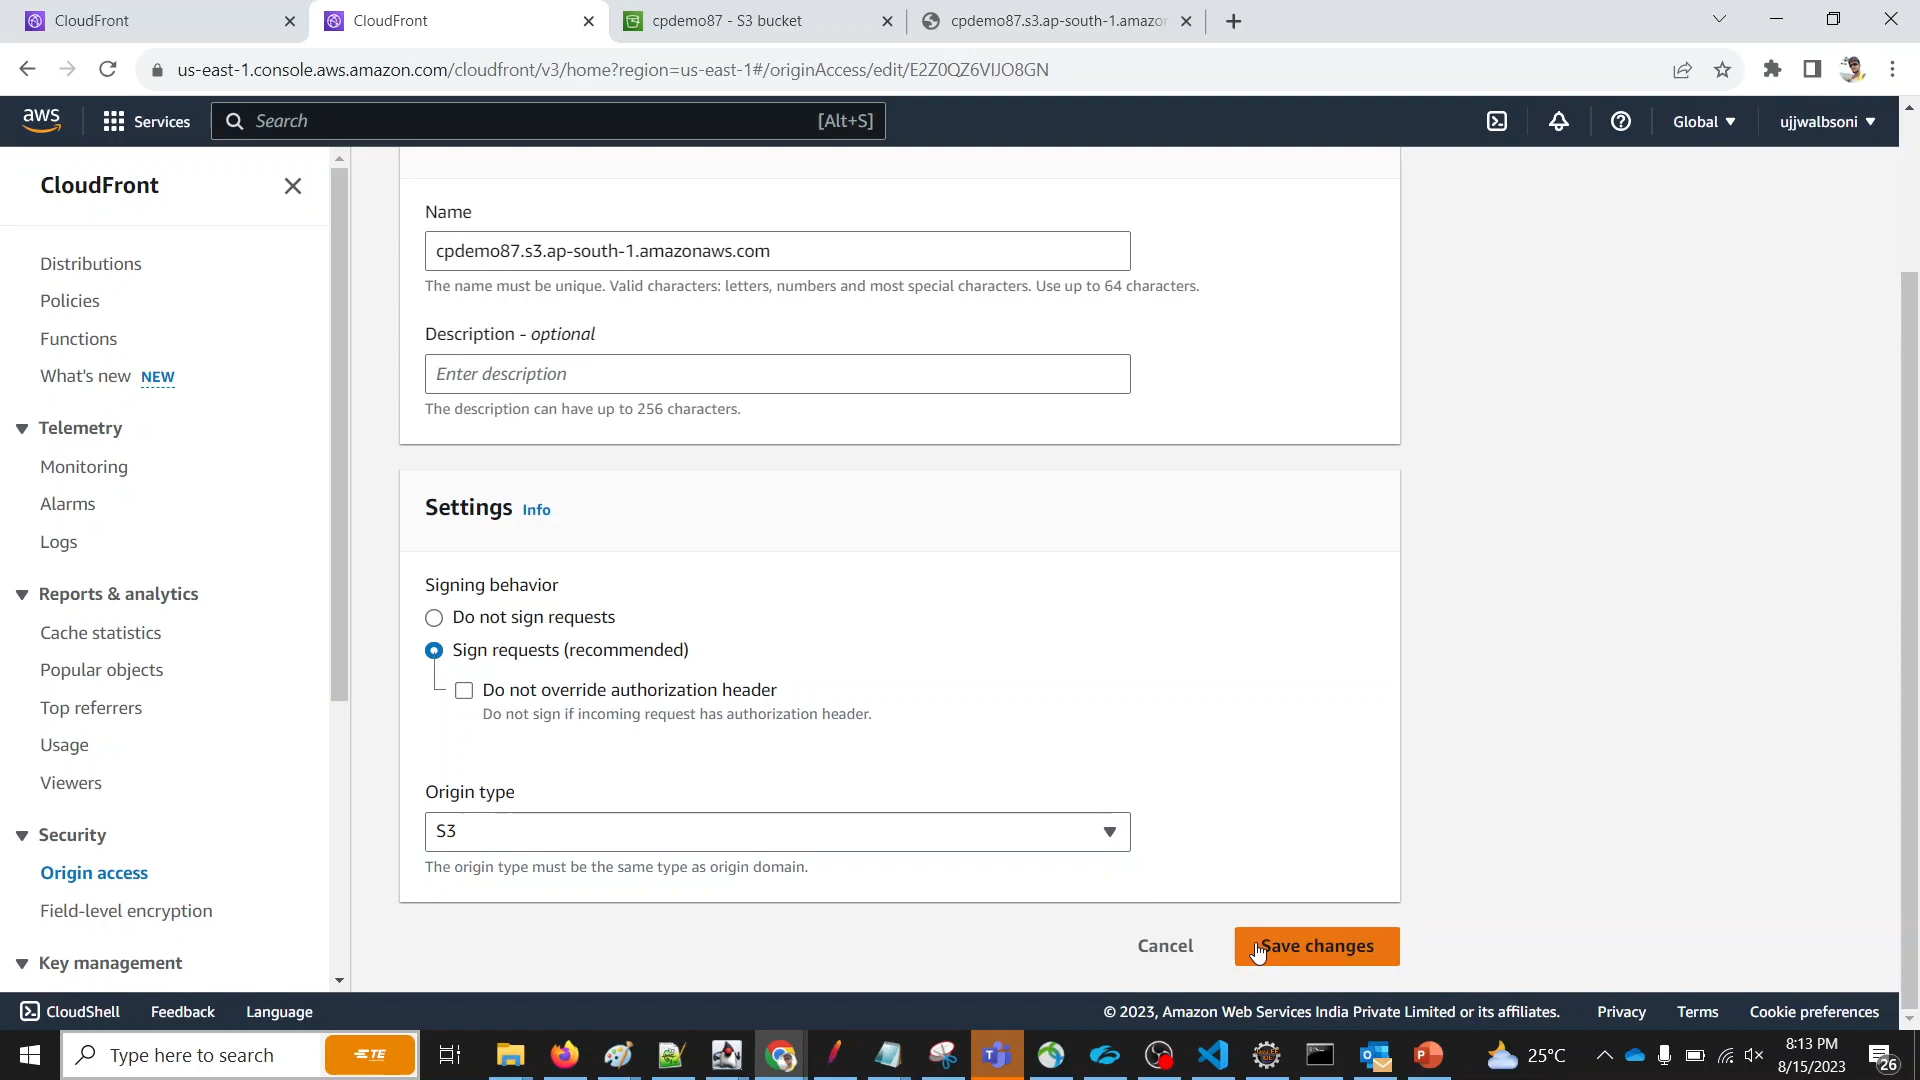 CloudFront
CloudFront
cpdemo87 - S3 bucket
cpdemo87.s3.ap-south-1.amazo
us-east-1.console.aws.amazon.com/cloudfront/v3/home?region=us-east-1#/originAccess/edit/E2Z0QZ6VIJO8GN
aws
Services
Search
[Alt+S]
Global
ujjwalbsoni
CloudFront
Distributions
Policies
Functions
What's new NEW
Telemetry
Monitoring
Alarms
Logs
Reports & analytics
Cache statistics
Popular objects
Top referrers
Usage
Viewers
Security
Origin access
Field-level encryption
Key management
Name
cpdemo87.s3.ap-south-1.amazonaws.com
The name must be unique. Valid characters: letters, numbers and most special characters. Use up to 64 characters.
Description - optional
Enter description
The description can have up to 256 characters.
Settings Info
Signing behavior
Do not sign requests
Sign requests (recommended)
Do not override authorization header
Do not sign if incoming request has authorization header.
Origin type
S3
The origin type must be the same type as origin domain.
Cancel
Save changes
CloudShell
Feedback
Language
© 2023, Amazon Web Services India Private Limited or its affiliates.
Privacy
Terms
Cookie preferences
Type here to search
TE
25°C
8:13 PM
8/15/2023
26